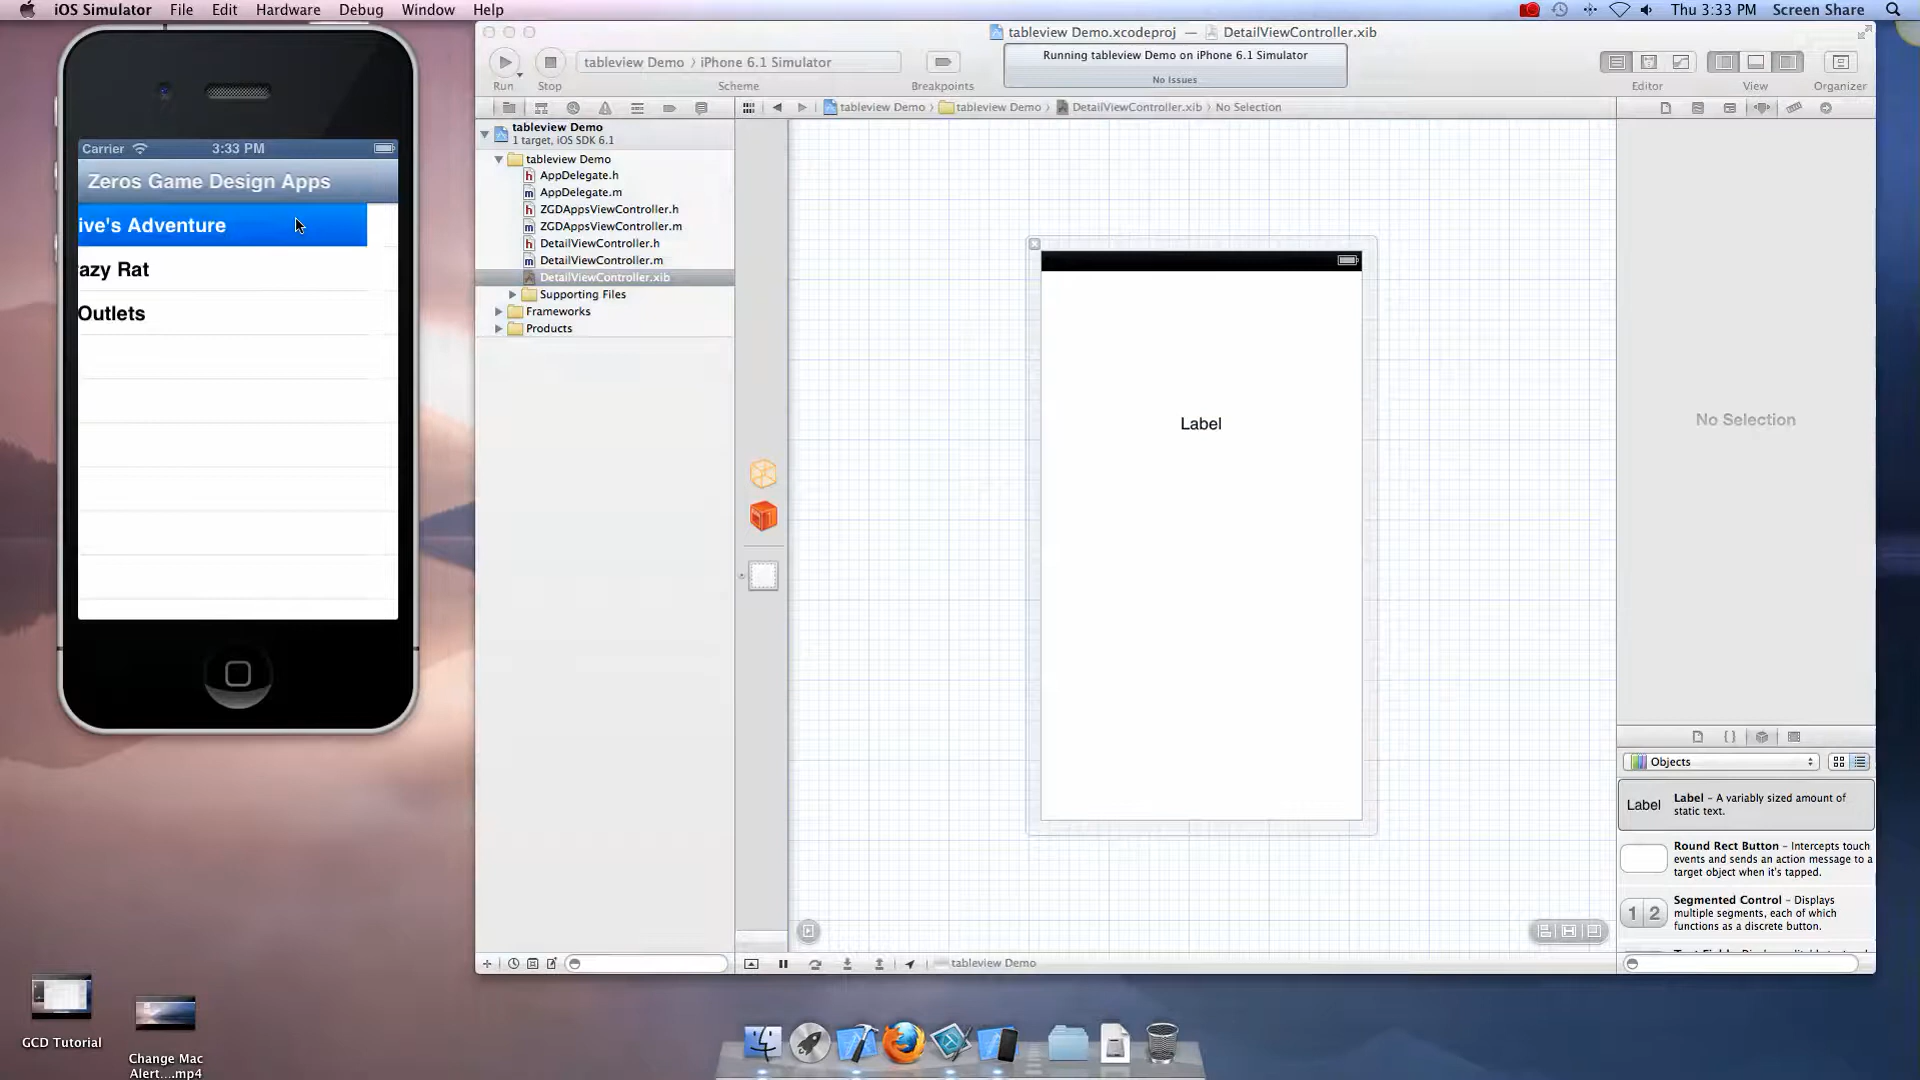 iOS Simulator File Edit Hardware Debug Window Help
Thu 3:33 PM Screen Share
tableview Demo.xcodeproj — DetailViewController.xib
tableview Demo 〉 iPhone 6.1 Simulator
Running tableview Demo on iPhone 6.1 Simulator
No Issues
Run Stop Scheme Breakpoints Editor View Organizer
tableview Demo 〉 tableview Demo 〉 DetailViewController.xib 〉 No Selection
tableview Demo
1 target, iOS SDK 6.1
tableview Demo
AppDelegate.h
AppDelegate.m
ZGDAppsViewController.h
ZGDAppsViewController.m
DetailViewController.h
DetailViewController.m
DetailViewController.xib
Supporting Files
Frameworks
Products
Carrier 3:33 PM
Zeros Game Design Apps
ive's Adventure
azy Rat
Outlets
Label
No Selection
Objects
Label
Label – A variably sized amount of
static text.
Round Rect Button – Intercepts touch
events and sends an action message to a
target object when it's tapped.
1 2
Segmented Control – Displays
multiple segments, each of which
functions as a discrete button.
tableview Demo
GCD Tutorial
Change Mac
Alert....mp4